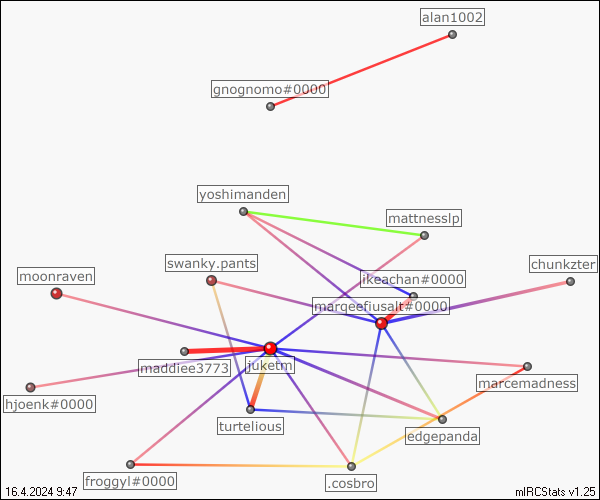 alan1002
gnognomo#0000
yoshimanden
mattnesslp
swanky.pants
moonraven
ikeachan#0000
chunkzter
marqeefiusair#0000
maddiee3773
juketm
marcemadness
hjoenk#0000
turtelious
edgepanda
froggyl#0000
.cosbro
16.4.2024 9:47
mIRCStats v1.25